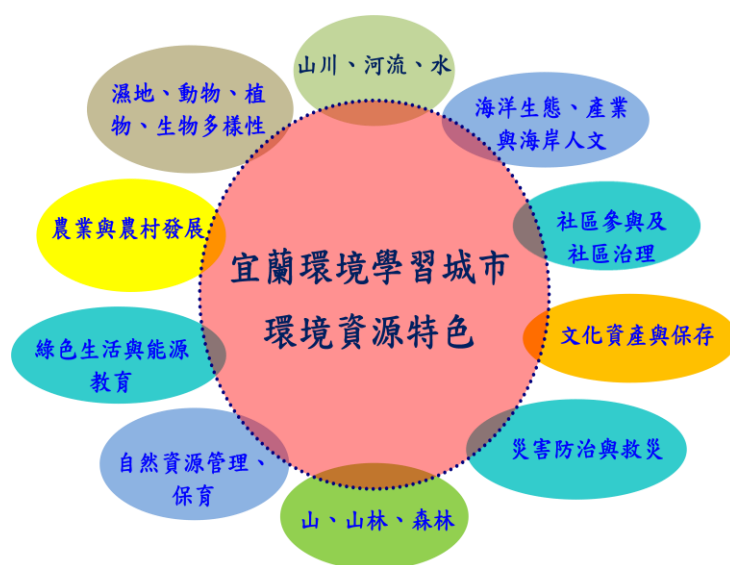 山川、河流、水
海洋生態、產業
與海岸人文
社區參與及
社區治理
文化資產與保存
災害防治與救災
山、山林、森林
自然資源管理、
保育
綠色生活與能源
教育
農業與農村發展
濕地、動物、植
物、生物多樣性
宜蘭環境學習城市
環境資源特色